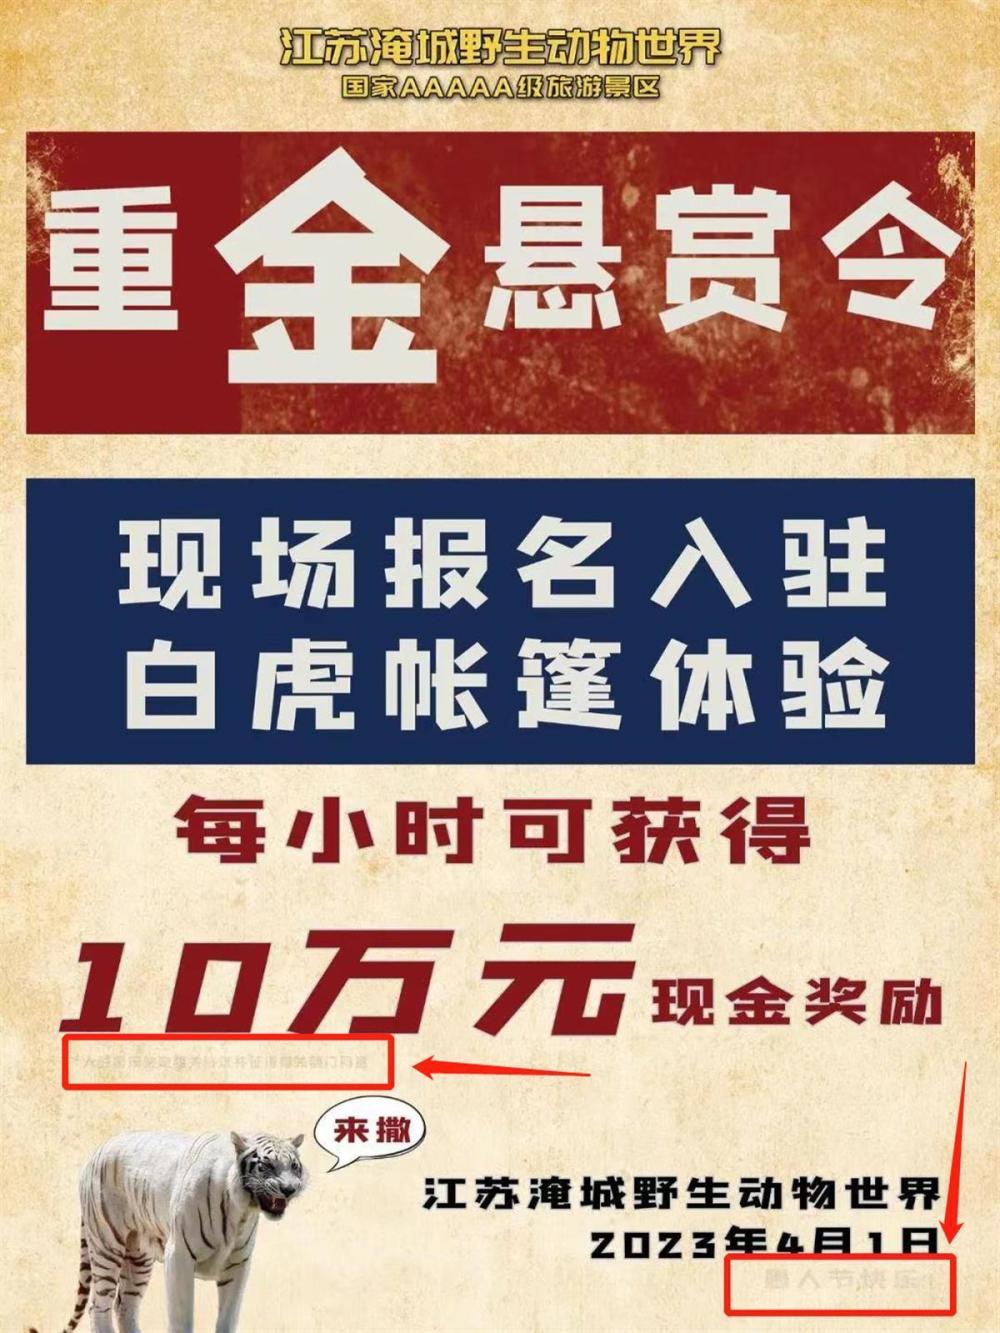 江苏淹城野生动物世界
国家AAAAA级旅游景区
重金悬赏令
现场报名入驻
白虎帐篷体验
每小时可获得
10万元 现金奖励
来撒
江苏淹城野生动物世界
2023年4月1日
愚人节快乐